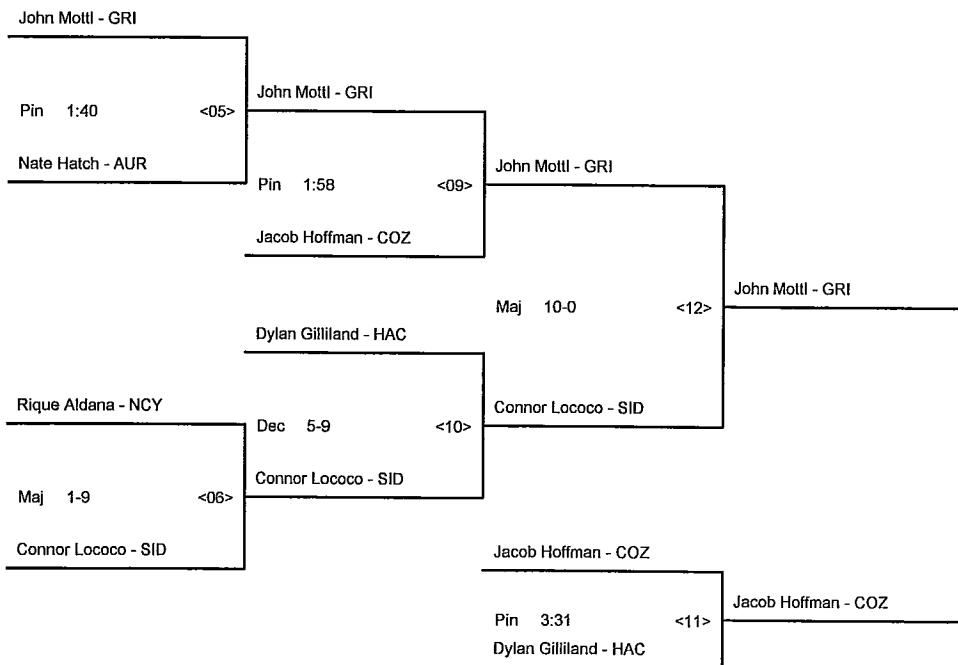 John Mottl - GRI
Pin 1:40 <05>
Nate Hatch - AUR
John Mottl - GRI
Pin 1:58 <09>
Jacob Hoffman - COZ
John Mottl - GRI
Maj 10-0 <12>
John Mottl - GRI
Dylan Gilliland - HAC
Dec 5-9 <10>
Connor Lococo - SID
Connor Lococo - SID
Rique Aldana - NCY
Maj 1-9 <06>
Connor Lococo - SID
Jacob Hoffman - COZ
Pin 3:31 <11>
Dylan Gilliland - HAC
Jacob Hoffman - COZ